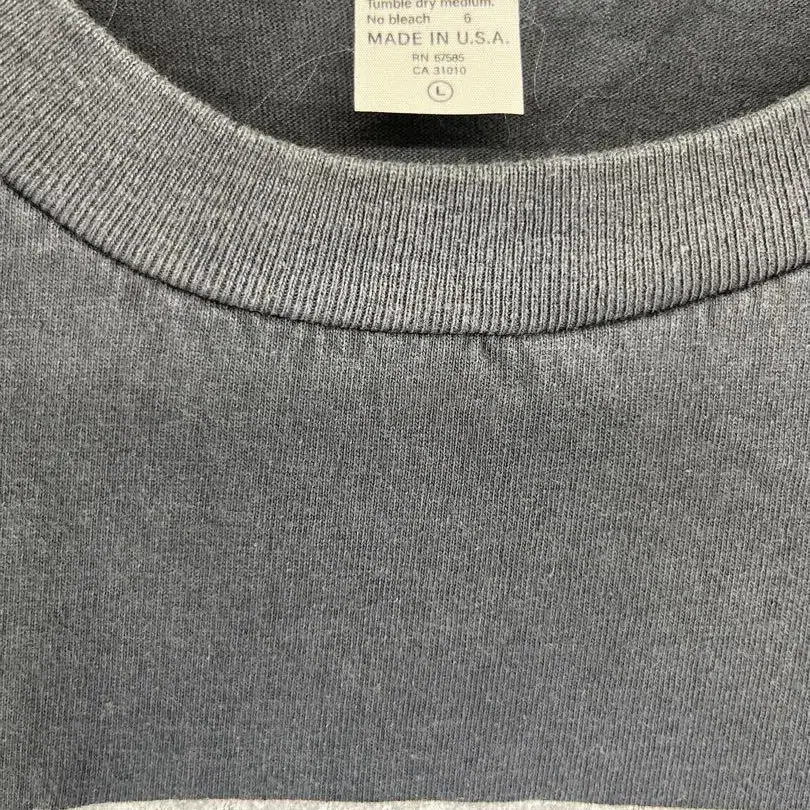 Tumble dry medium.
No bleach 6
MADE IN U.S.A.
RN 67585
CA 31010
L